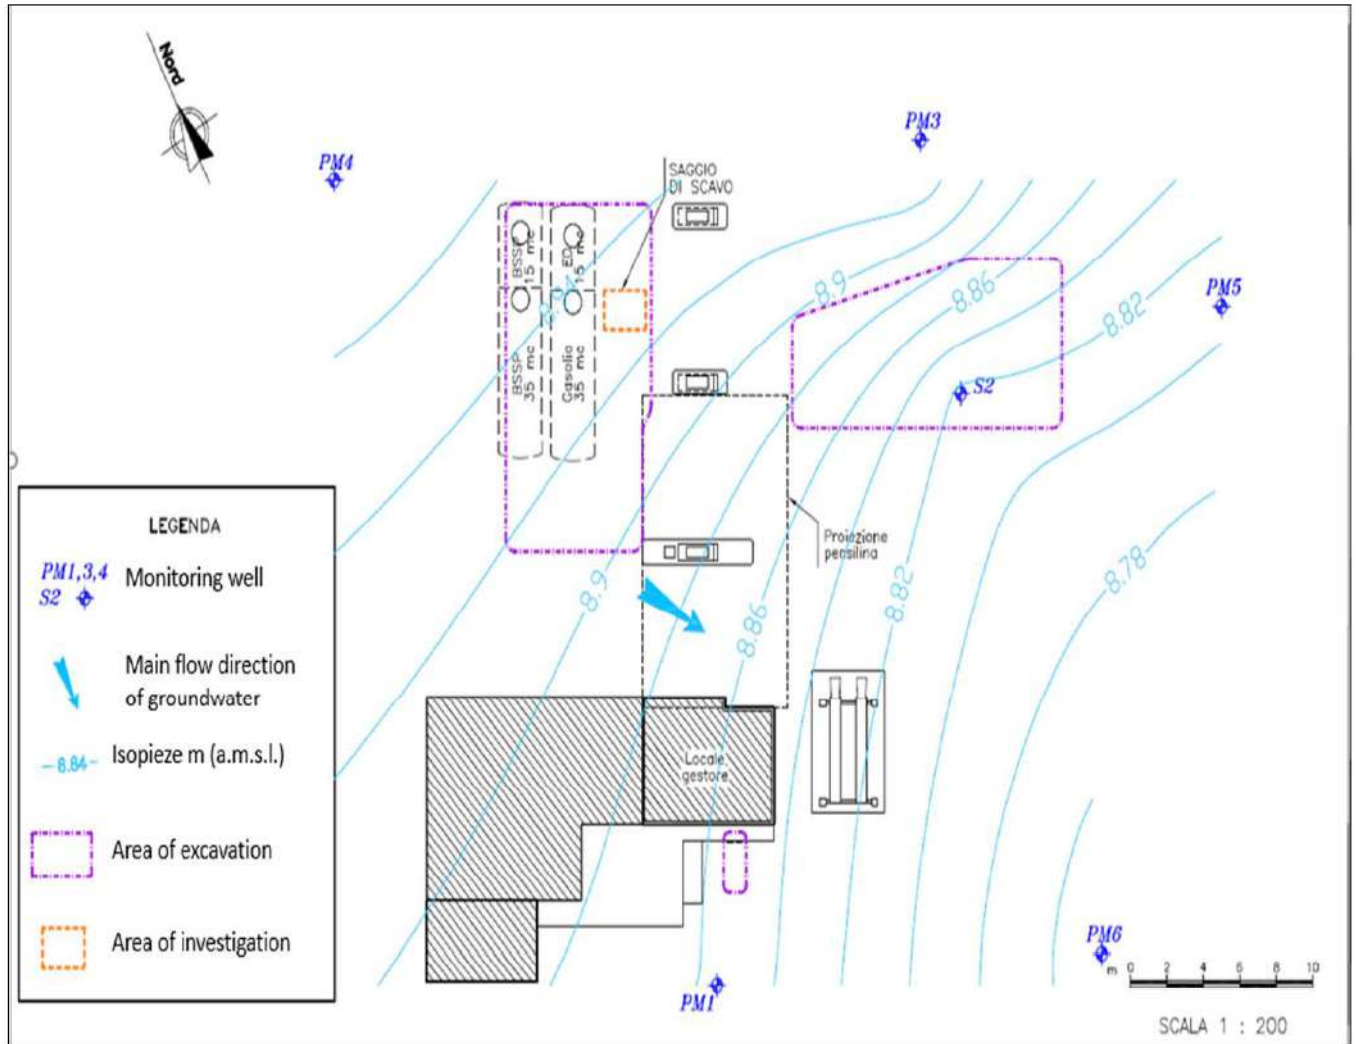 Nord
PM4
PM3
SAGGIO
DI SCAVO
BSSP
15 mc
ED
15 mc
8.94
8.9
8.86
PM5
8.82
BSSP
35 mc
Gasolio
35 mc
S2
Proiezione
pensilina
8.9
8.86
8.82
8.78
Locale
gestore
LEGENDA
PM1,3,4
S2
Monitoring well
Main flow direction
of groundwater
8.84
Isopieze m (a.m.s.l.)
Area of excavation
Area of investigation
PM1
PM6
m 0 2 4 6 8 10
SCALA 1 : 200